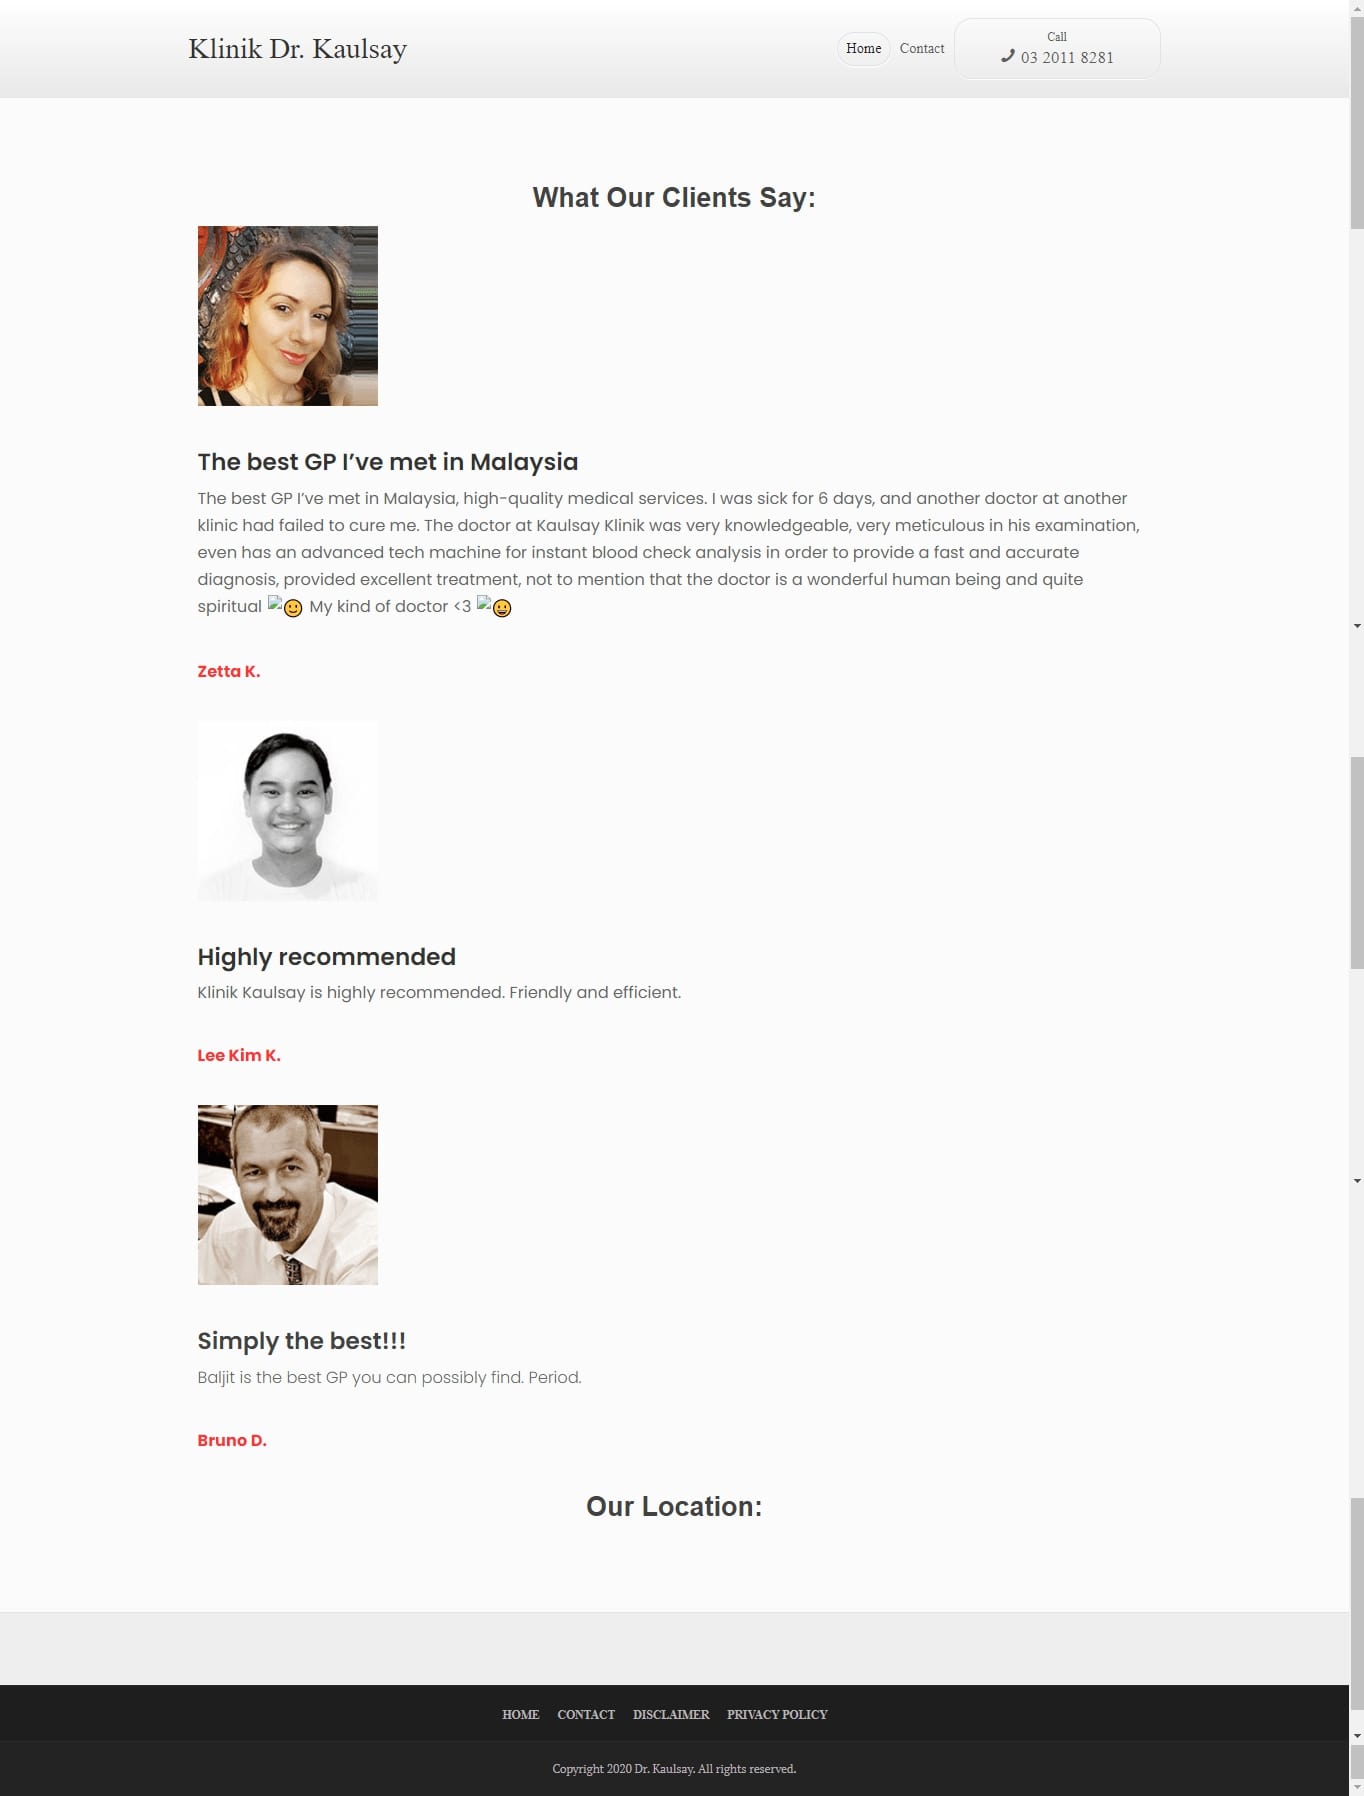 Klinik Dr. Kaulsay
Home
Contact
Call
03 2011 8281
What Our Clients Say:
The best GP I’ve met in Malaysia
The best GP I’ve met in Malaysia, high-quality medical services. I was sick for 6 days, and another doctor at another
klinic had failed to cure me. The doctor at Kaulsay Klinik was very knowledgeable, very meticulous in his examination,
even has an advanced tech machine for instant blood check analysis in order to provide a fast and accurate
diagnosis, provided excellent treatment, not to mention that the doctor is a wonderful human being and quite
spiritual 🙂 My kind of doctor <3 😀
Zetta K.
Highly recommended
Klinik Kaulsay is highly recommended. Friendly and efficient.
Lee Kim K.
Simply the best!!!
Baljit is the best GP you can possibly find. Period.
Bruno D.
Our Location:
HOME CONTACT DISCLAIMER PRIVACY POLICY
Copyright 2020 Dr. Kaulsay. All rights reserved.